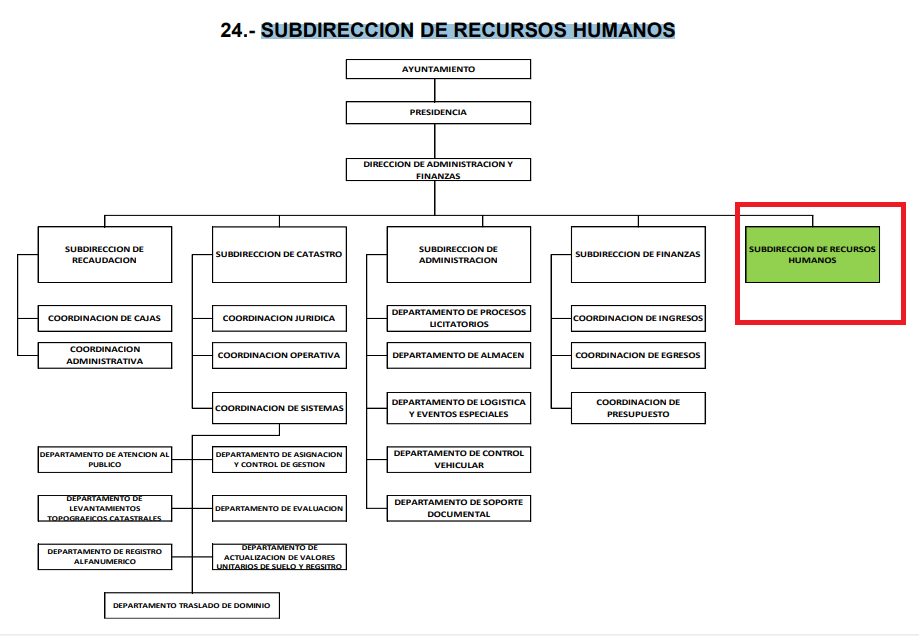 24.- SUBDIRECCION DE RECURSOS HUMANOS
AYUNTAMIENTO
PRESIDENCIA
DIRECCION DE ADMINISTRACION Y
FINANZAS
SUBDIRECCION DE
RECAUDACION
SUBDIRECCION DE CATASTRO
SUBDIRECCION DE
ADMINISTRACION
SUBDIRECCION DE FINANZAS
SUBDIRECCION DE RECURSOS
HUMANOS
COORDINACION DE CAJAS
COORDINACION JURIDICA
DEPARTAMENTO DE PROCESOS
LICITATORIOS
COORDINACION DE INGRESOS
COORDINACION
ADMINISTRATIVA
COORDINACION OPERATIVA
DEPARTAMENTO DE ALMACEN
COORDINACION DE EGRESOS
COORDINACION DE SISTEMAS
DEPARTAMENTO DE LOGISTICA
Y EVENTOS ESPECIALES
COORDINACION DE
PRESUPUESTO
DEPARTAMENTO DE ATENCION AL
PUBLICO
DEPARTAMENTO DE ASIGNACION
Y CONTROL DE GESTION
DEPARTAMENTO DE CONTROL
VEHICULAR
DEPARTAMENTO DE
LEVANTAMIENTOS
TOPOGRAFICOS CATASTRALES
DEPARTAMENTO DE EVALUACION
DEPARTAMENTO DE SOPORTE
DOCUMENTAL
DEPARTAMENTO DE REGISTRO
ALFANUMERICO
DEPARTAMENTO DE
ACTUALIZACION DE VALORES
UNITARIOS DE SUELO Y REGSITRO
DEPARTAMENTO TRASLADO DE DOMINIO